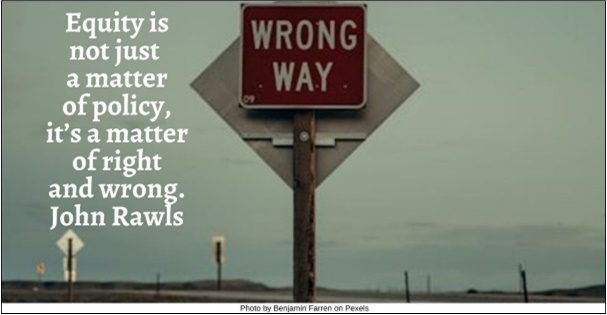 Equity is
not just
a matter
of policy,
it's a matter
of right
and wrong.
John Rawls
WRONG
WAY
09
Photo by Benjamin Farren on Pexels